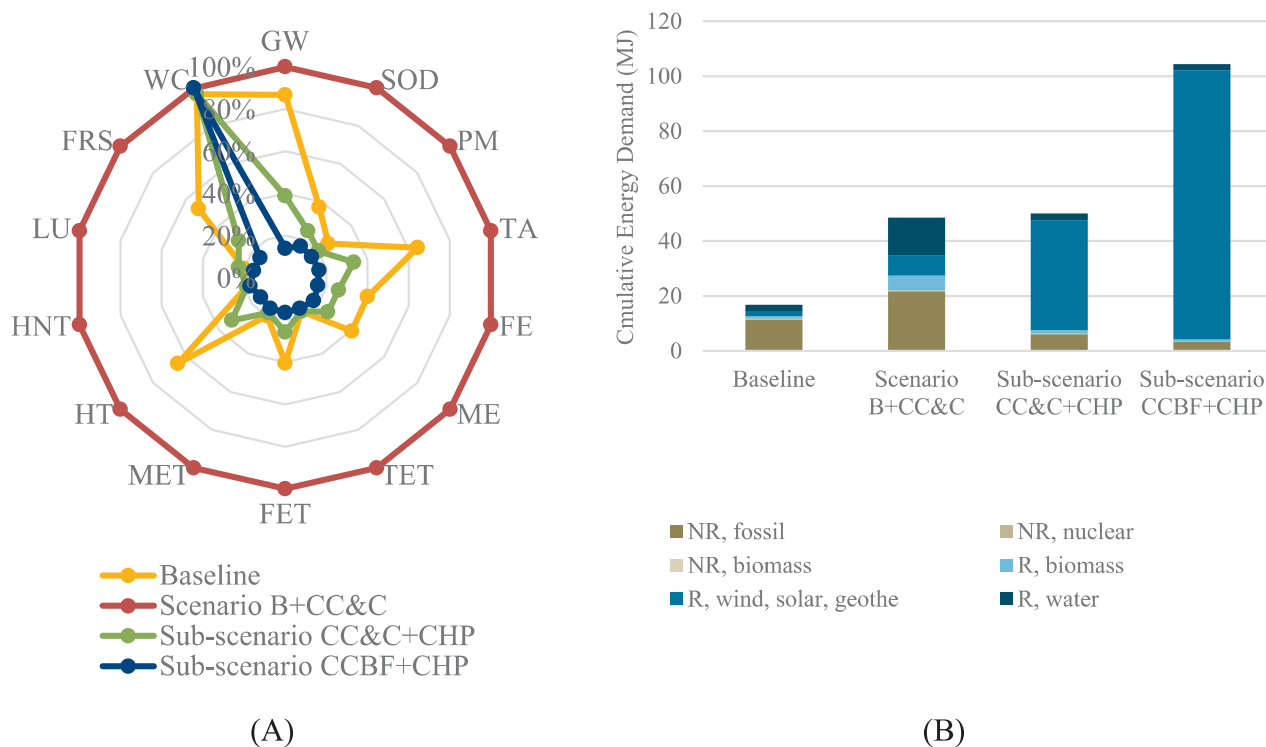 GW
SOD
PM
TA
FE
ME
TET
FET
MET
HT
HNT
LU
FRS
WC
100%
80%
60%
40%
20%
0%
Baseline
Scenario B+CC&C
Sub-scenario CC&C+CHP
Sub-scenario CCBF+CHP
(A)
Cmulative Energy Demand (MJ)
120
100
80
60
40
20
0
Baseline
Scenario
B+CC&C
Sub-scenario
CC&C+CHP
Sub-scenario
CCBF+CHP
NR, fossil
NR, nuclear
NR, biomass
R, biomass
R, wind, solar, geothe
R, water
(B)